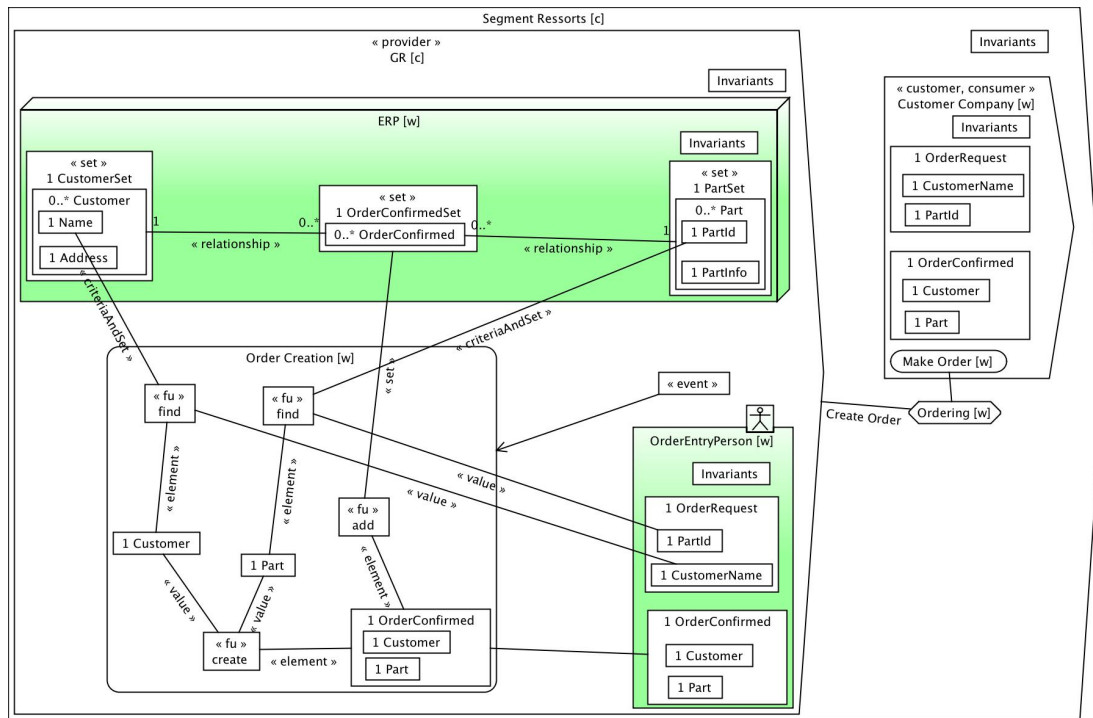 Segment Ressorts [c]
« provider »
GR [c]
Invariants
Invariants
ERP [w]
Invariants
« set »
1 CustomerSet
0..* Customer
1 Name
1 Address
1
« relationship »
0..*
« set »
1 OrderConfirmedSet
0..* OrderConfirmed
0..*
« relationship »
1
« set »
1 PartSet
0..* Part
1 PartId
1 PartInfo
« customer, consumer »
Customer Company [w]
Invariants
1 OrderRequest
1 CustomerName
1 PartId
1 OrderConfirmed
1 Customer
1 Part
Make Order [w]
Ordering [w]
Create Order
« criteriaAndSet »
« criteriaAndSet »
« set »
Order Creation [w]
« fu »
find
« fu »
find
« event »
« element »
« element »
« value »
« value »
« fu »
add
1 Customer
1 Part
« element »
« value »
« value »
« fu »
create
« element »
1 OrderConfirmed
1 Customer
1 Part
OrderEntryPerson [w]
Invariants
1 OrderRequest
1 PartId
1 CustomerName
1 OrderConfirmed
1 Customer
1 Part